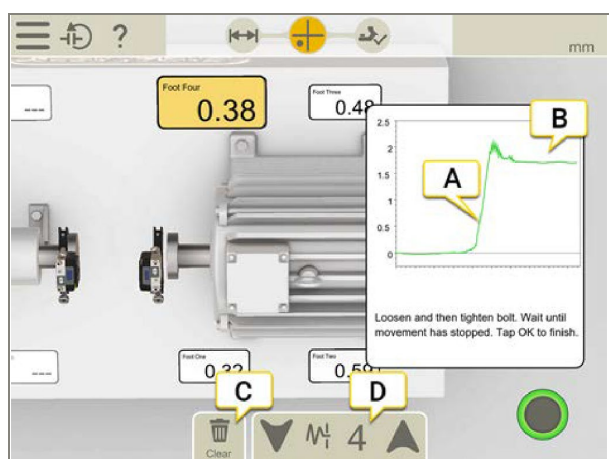 ?
mm
Foot Four
0.38
Foot Three
0.48
---
2.5
2
1.5
1
0.5
0
A
B
Loosen and then tighten bolt. Wait until
movement has stopped. Tap OK to finish.
Foot One
0.32
Foot Two
0.59
---
C
D
Clear
4